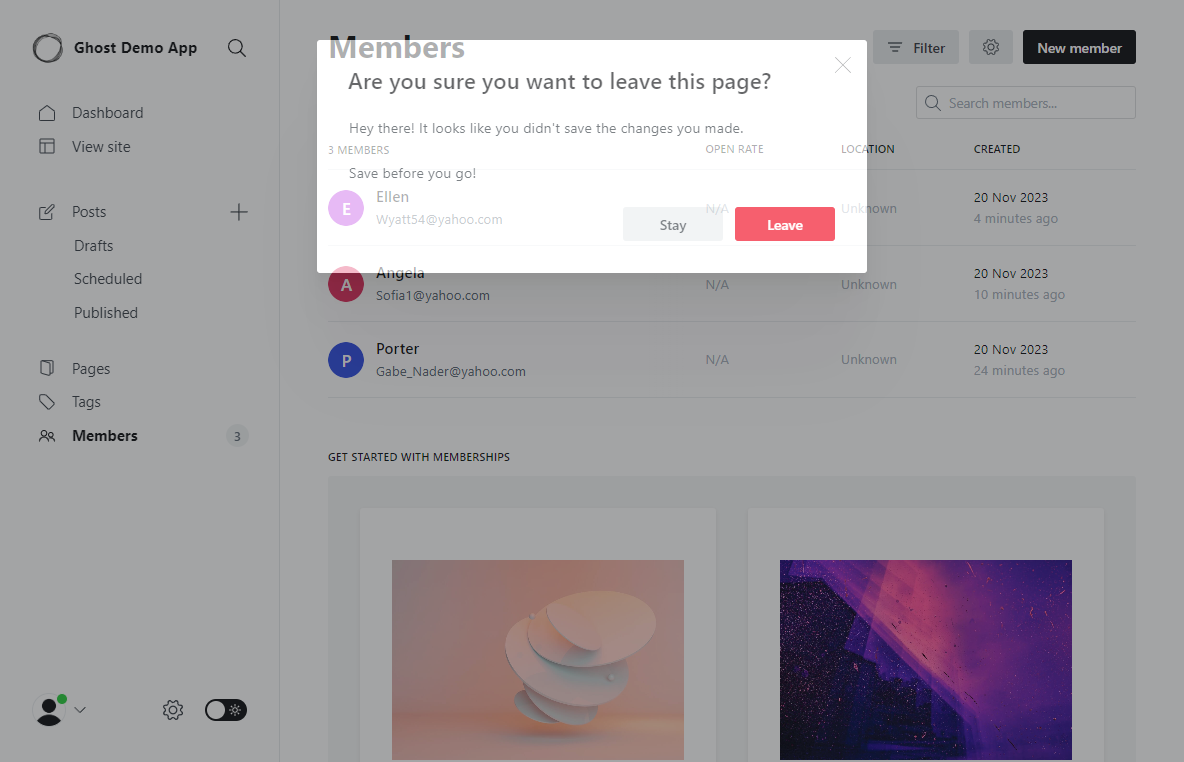 Ghost Demo App
Dashboard
View site
Posts
Drafts
Scheduled
Published
Pages
Tags
Members
3
Members
Filter
New member
Search members...
Are you sure you want to leave this page?
Hey there! It looks like you didn't save the changes you made.
Save before you go!
Stay
Leave
3 MEMBERS
OPEN RATE
LOCATION
CREATED
E
Ellen
Wyatt54@yahoo.com
N/A
Unknown
20 Nov 2023
4 minutes ago
A
Angela
Sofia1@yahoo.com
N/A
Unknown
20 Nov 2023
10 minutes ago
P
Porter
Gabe_Nader@yahoo.com
N/A
Unknown
20 Nov 2023
24 minutes ago
GET STARTED WITH MEMBERSHIPS